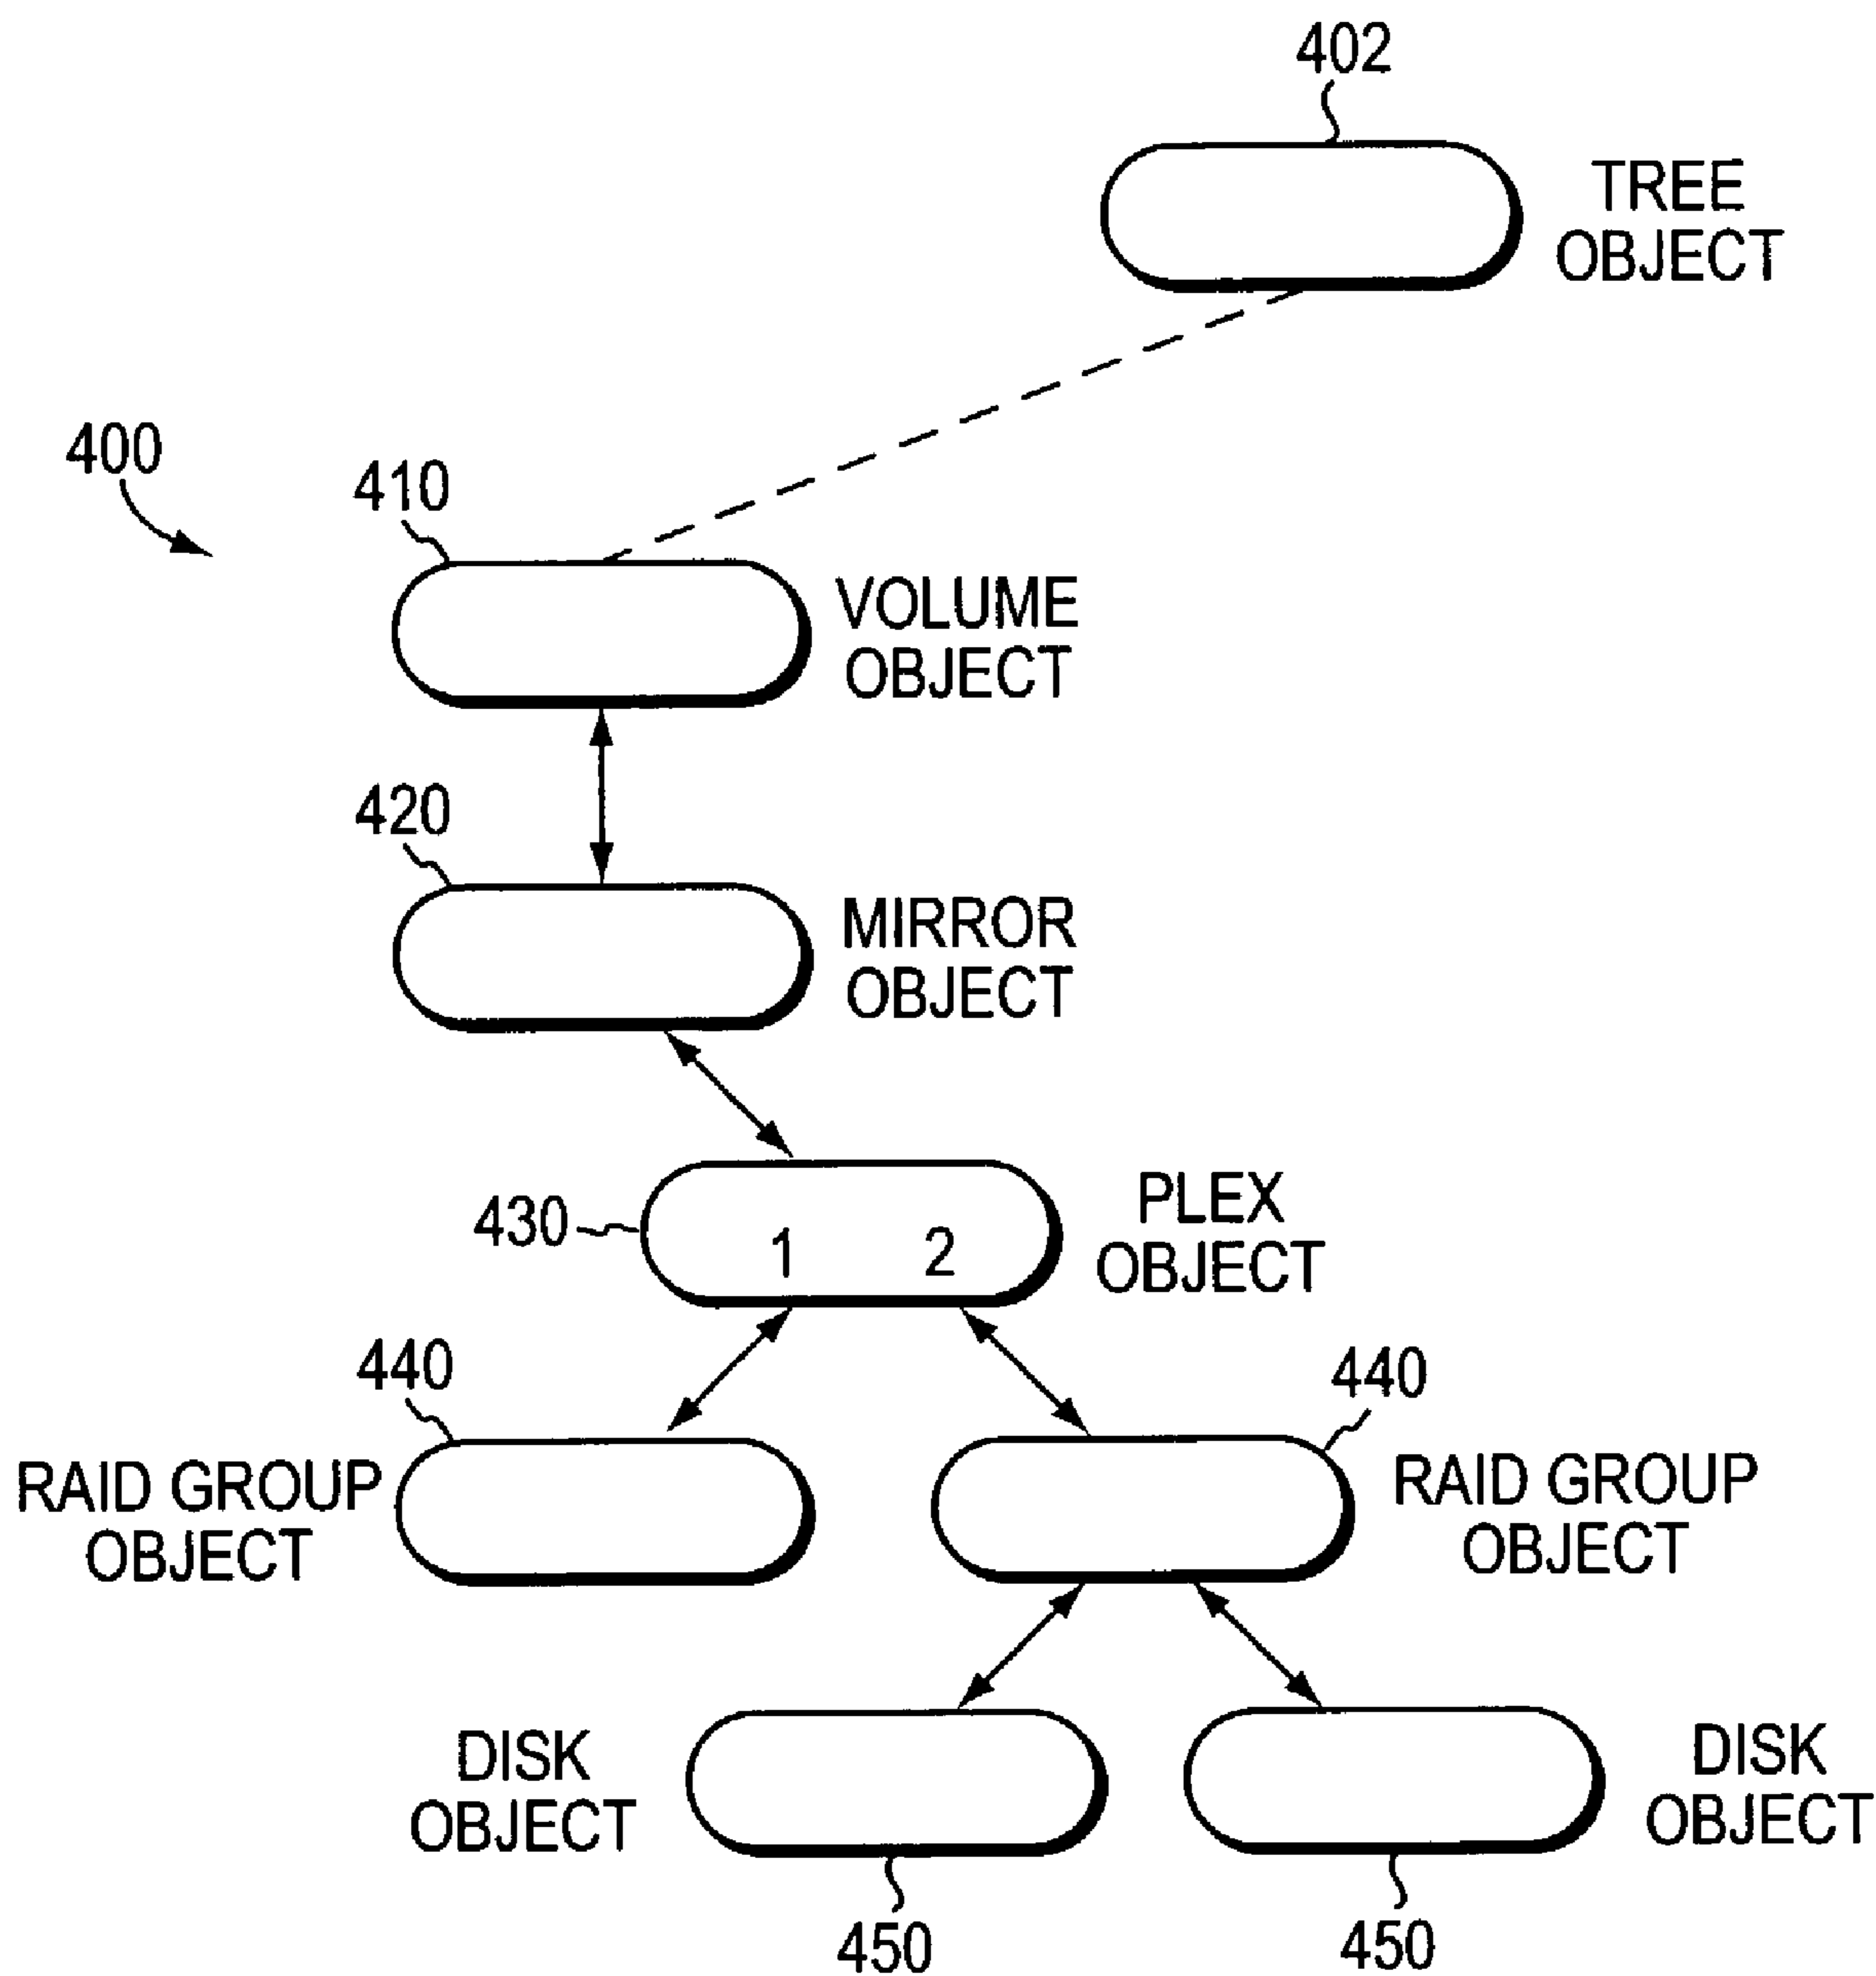 402
TREE
OBJECT
400
410
VOLUME
OBJECT
420
MIRROR
OBJECT
430
1 2
PLEX
OBJECT
440
RAID GROUP
OBJECT
440
RAID GROUP
OBJECT
DISK
OBJECT
450
DISK
OBJECT
450